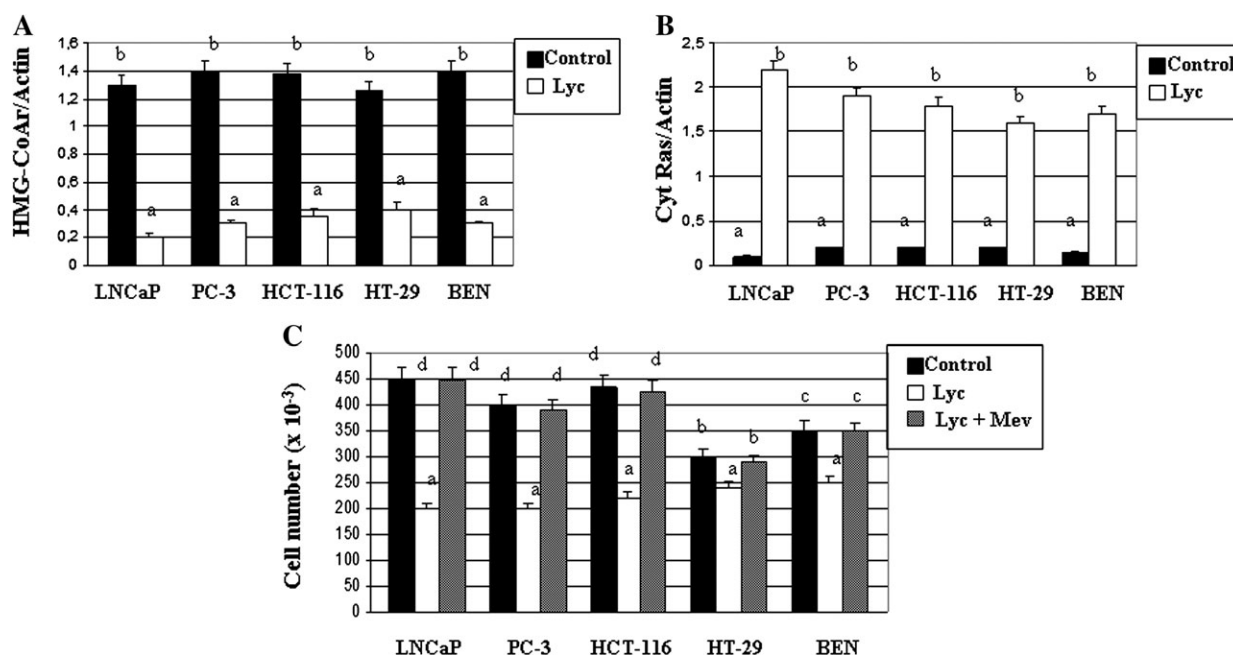 A
HMG-CoAr/Actin
1,6
1,4
1,2
1
0,8
0,6
0,4
0,2
0
b b b b b
a a a a a
LNCaP PC-3 HCT-116 HT-29 BEN
Control
Lyc
B
Cyt Ras/Actin
2,5
2
1,5
1
0,5
0
b b b b b
a a a a a
LNCaP PC-3 HCT-116 HT-29 BEN
Control
Lyc
C
Cell number (x 10-3)
500
450
400
350
300
250
200
150
100
50
0
d d d d d d
b b c c
a a a a a
LNCaP PC-3 HCT-116 HT-29 BEN
Control
Lyc
Lyc + Mev